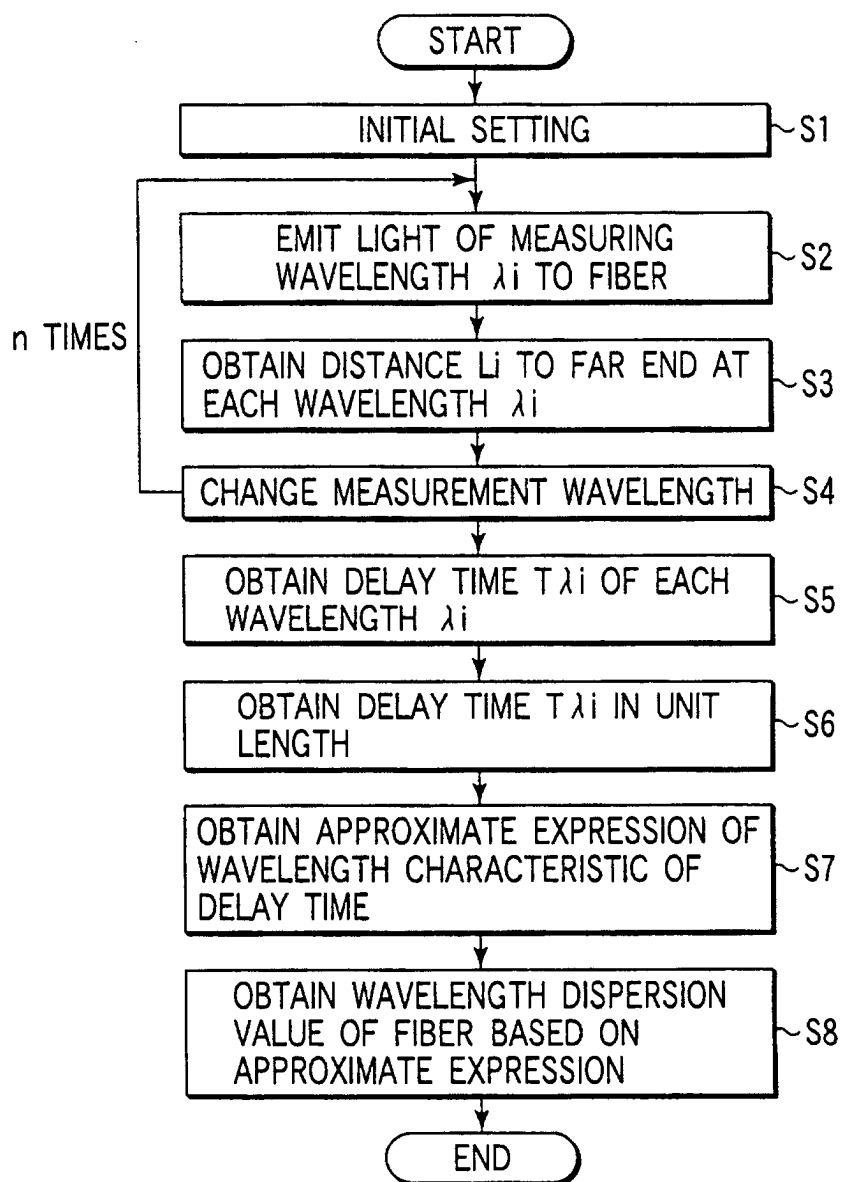 START
INITIAL SETTING
S1
EMIT LIGHT OF MEASURING
WAVELENGTH λi TO FIBER
S2
n TIMES
OBTAIN DISTANCE Li TO FAR END AT
EACH WAVELENGTH λi
S3
CHANGE MEASUREMENT WAVELENGTH
S4
OBTAIN DELAY TIME Tλi OF EACH
WAVELENGTH λi
S5
OBTAIN DELAY TIME Tλi IN UNIT
LENGTH
S6
OBTAIN APPROXIMATE EXPRESSION OF
WAVELENGTH CHARACTERISTIC OF
DELAY TIME
S7
OBTAIN WAVELENGTH DISPERSION
VALUE OF FIBER BASED ON
APPROXIMATE EXPRESSION
S8
END